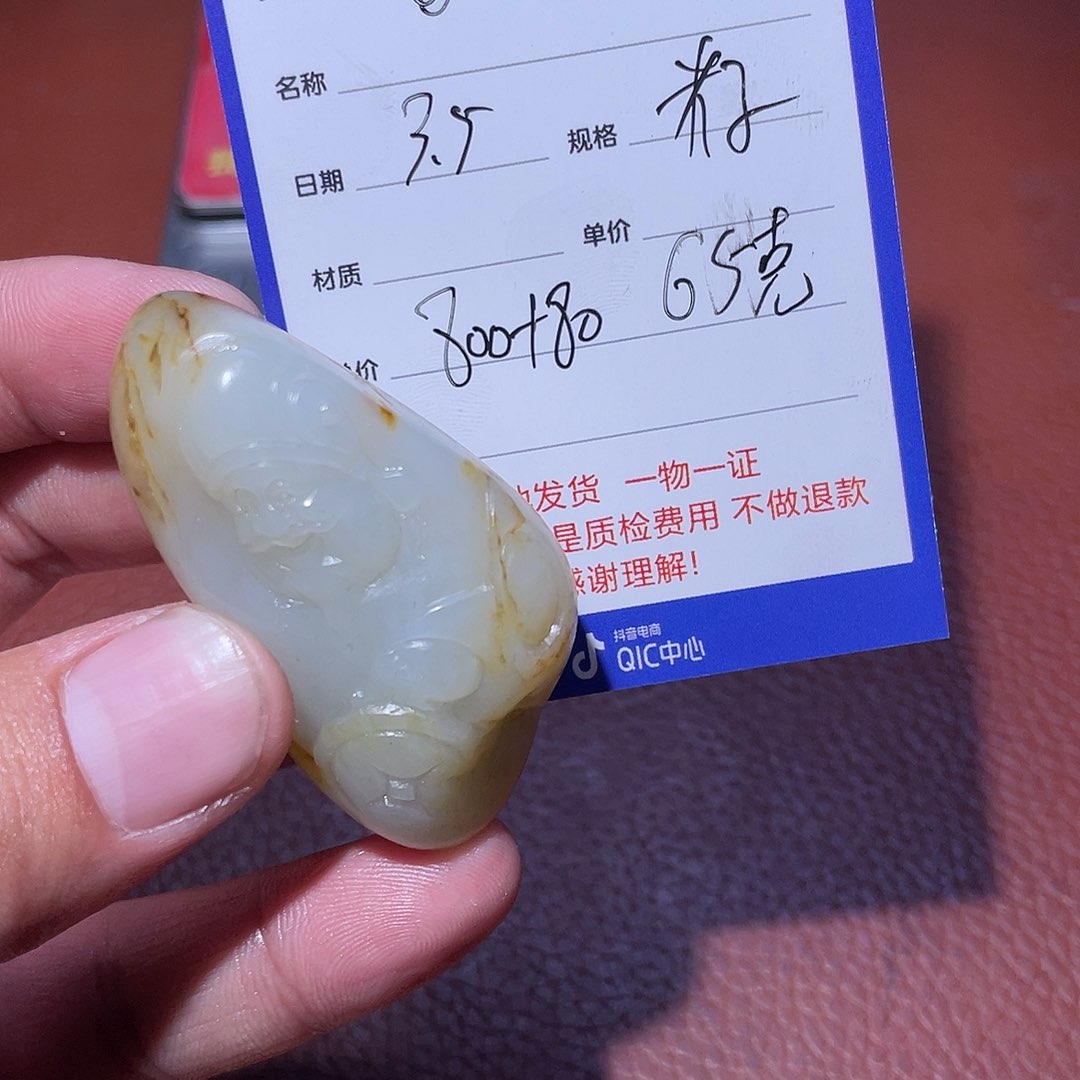 名称
日期 3.5 规格 籽
材质 单价 65克
价 800+80
发货 一物一证
是质检费用 不做退款
感谢理解!
抖音电商
QIC中心